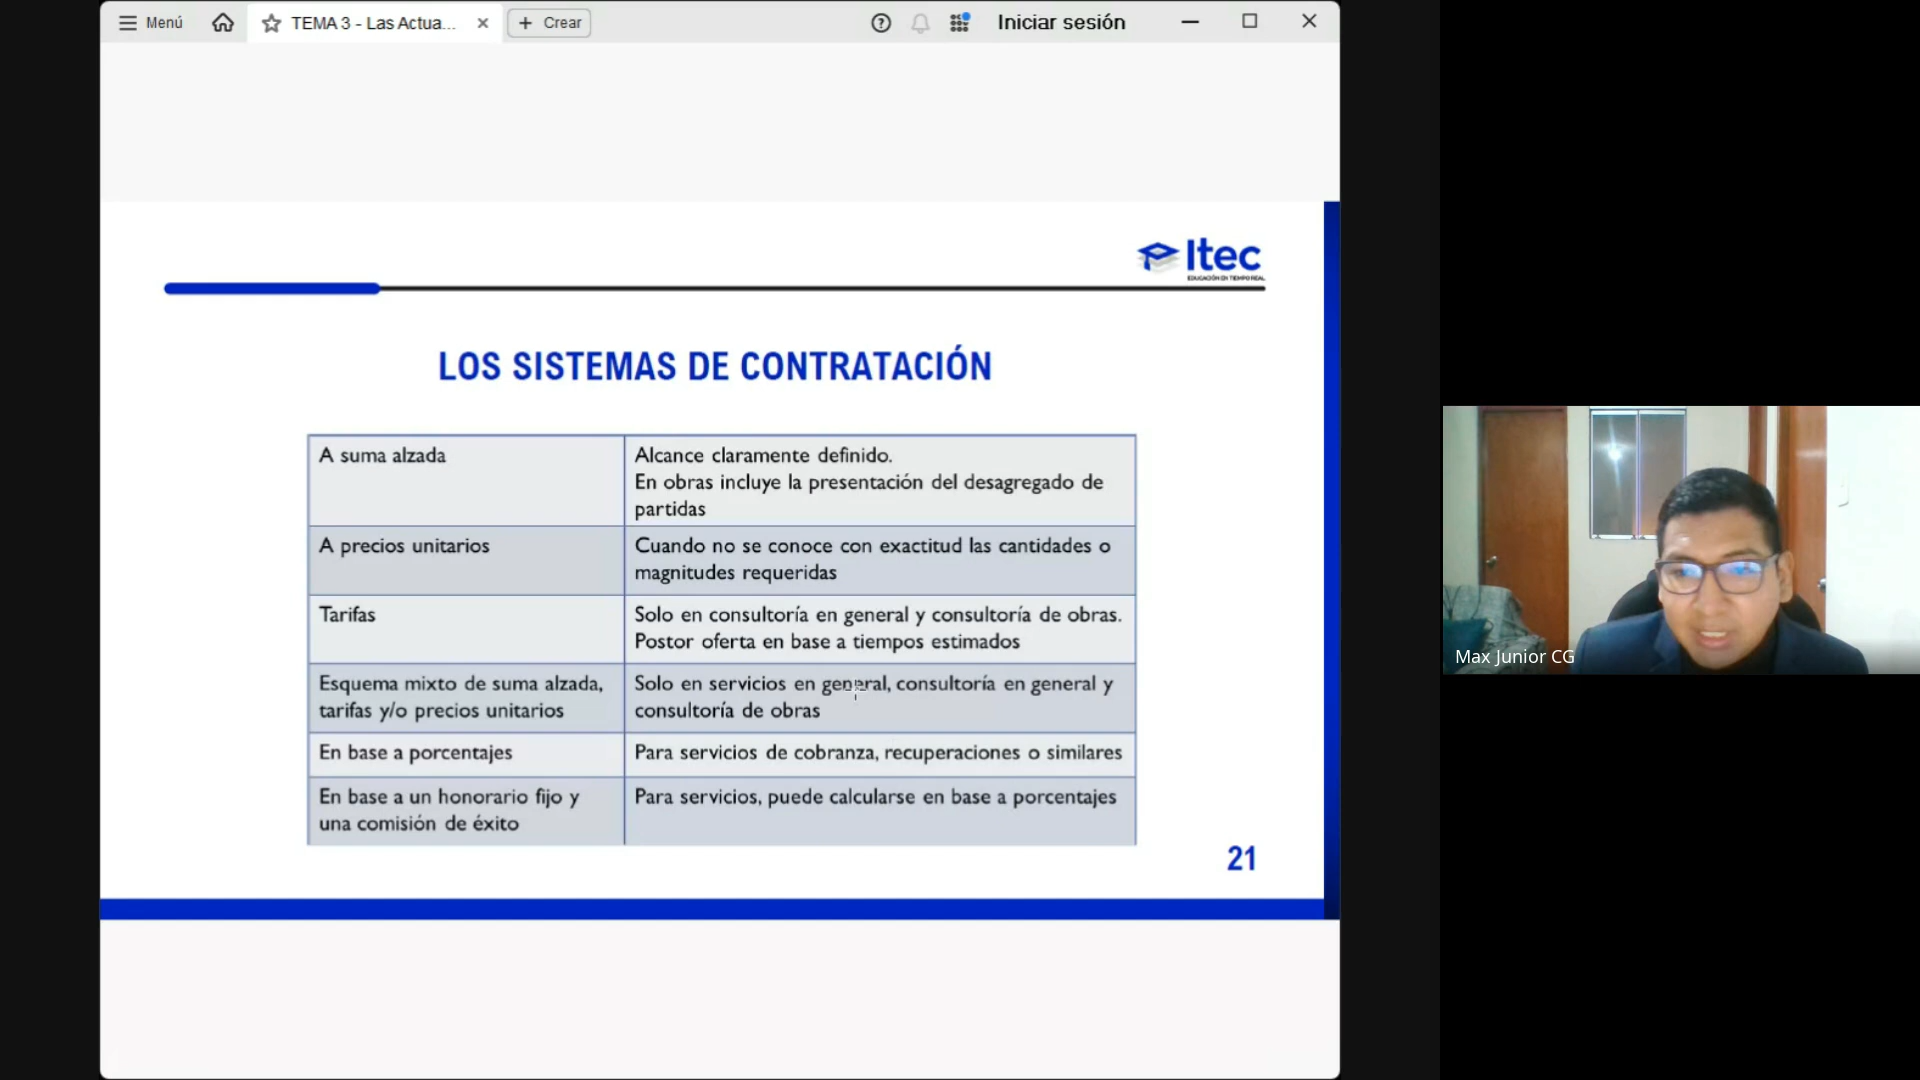 Menú
TEMA 3 - Las Actua...
Crear
Iniciar sesión
Itec
EDUCACIÓN EN TIEMPO REAL
LOS SISTEMAS DE CONTRATACIÓN
A suma alzada
Alcance claramente definido.
En obras incluye la presentación del desagregado de
partidas
A precios unitarios
Cuando no se conoce con exactitud las cantidades o
magnitudes requeridas
Tarifas
Solo en consultoría en general y consultoría de obras.
Postor oferta en base a tiempos estimados
Esquema mixto de suma alzada,
tarifas y/o precios unitarios
Solo en servicios en general, consultoría en general y
consultoría de obras
En base a porcentajes
Para servicios de cobranza, recuperaciones o similares
En base a un honorario fijo y
una comisión de éxito
Para servicios, puede calcularse en base a porcentajes
21
Max Junior CG